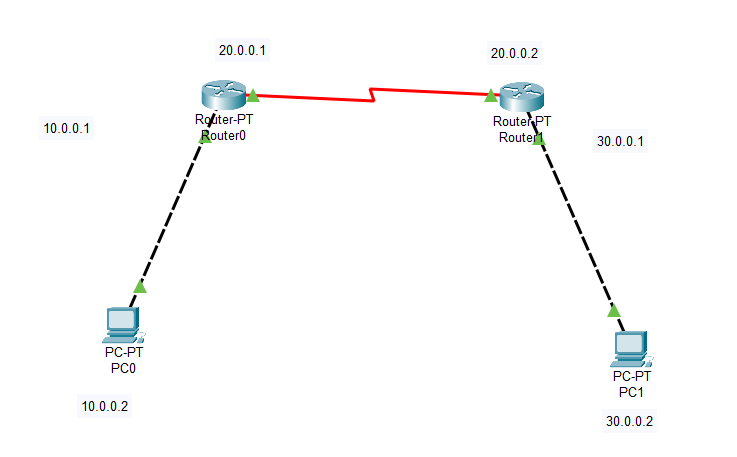 20.0.0.1
20.0.0.2
Router-PT
Router0
Router-PT
Router1
10.0.0.1
30.0.0.1
PC-PT
PC0
PC-PT
PC1
10.0.0.2
30.0.0.2